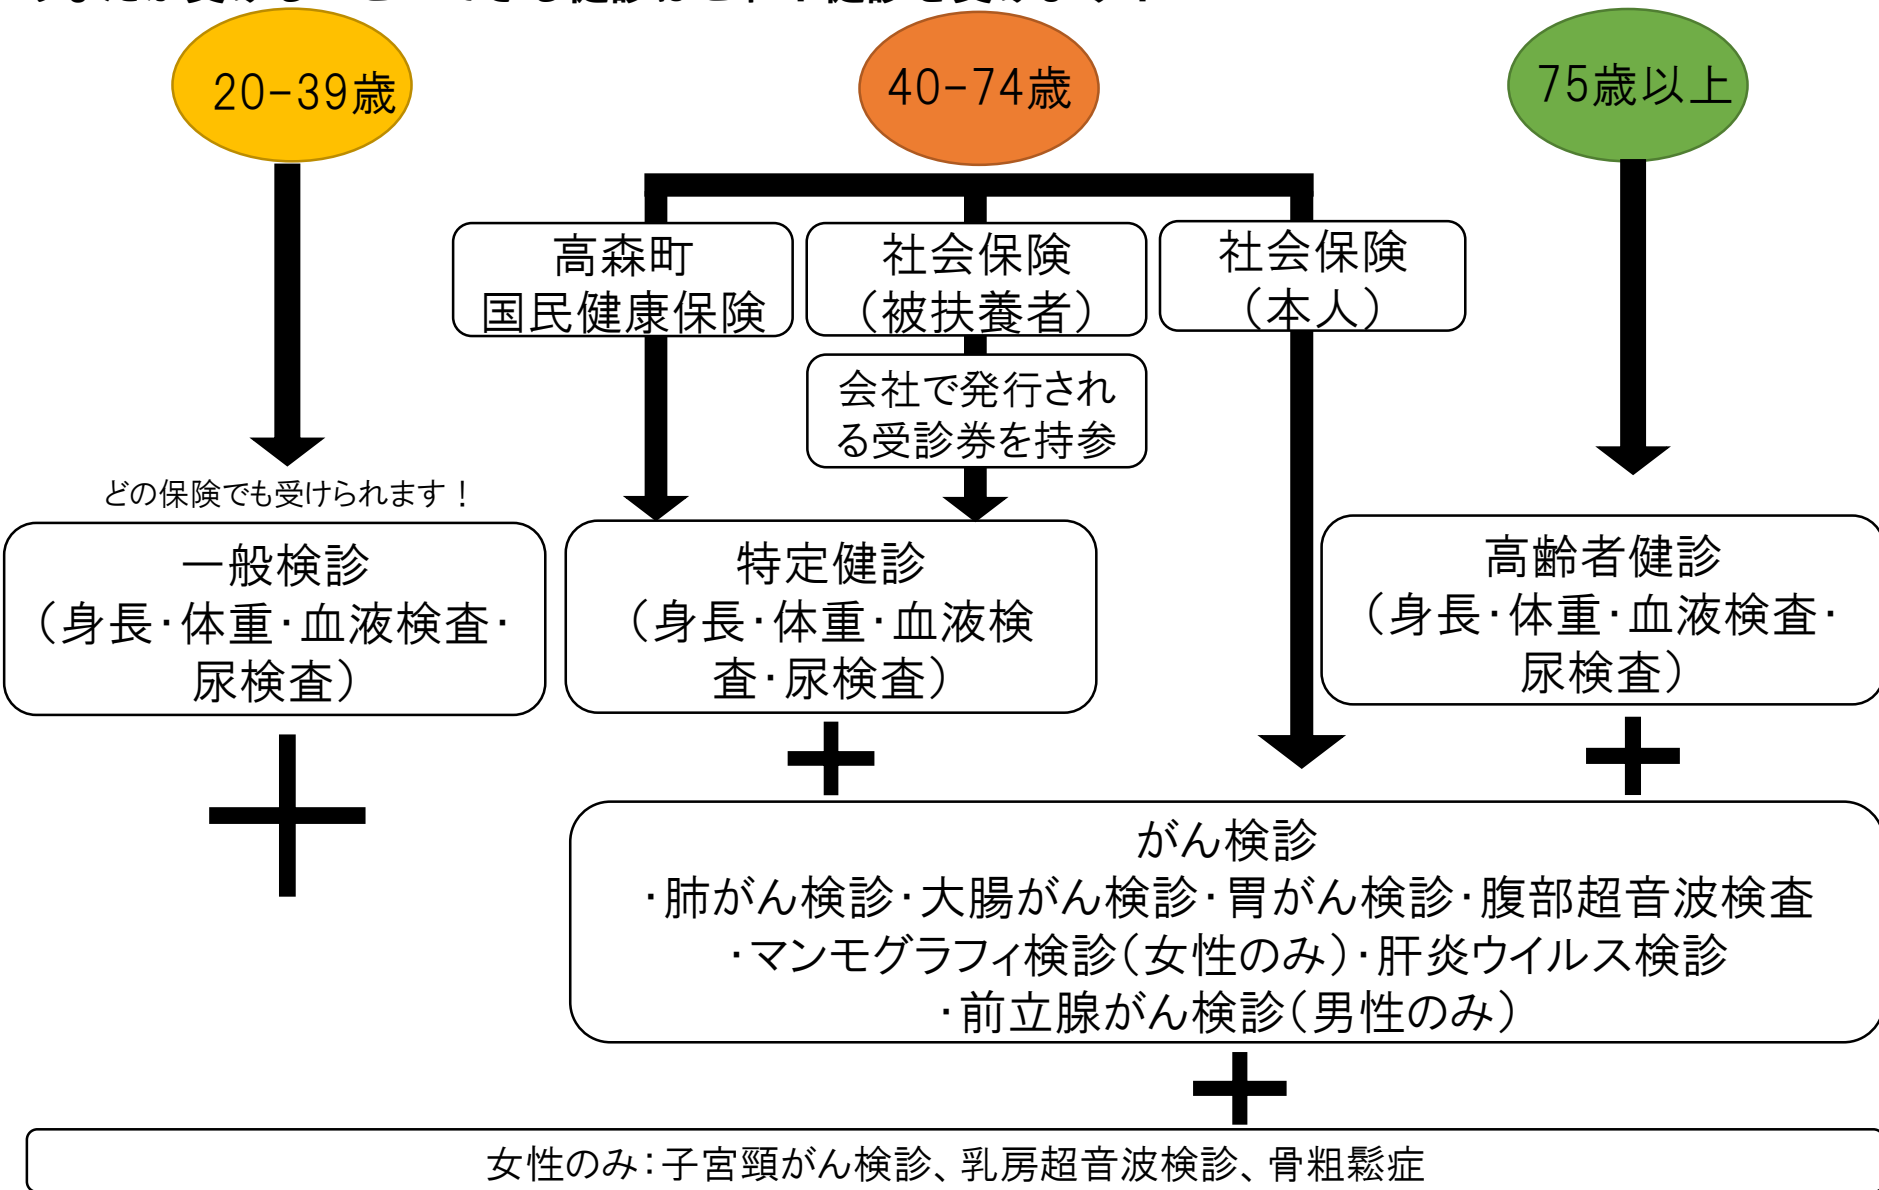 20-39歳
40-74歳
75歳以上
高森町
国民健康保険
社会保険
(被扶養者)
社会保険
(本人)
会社で発行され
る受診券を持参
どの保険でも受けられます！
一般検診
(身長・体重・血液検査・
尿検査)
特定健診
(身長・体重・血液検
査・尿検査)
高齢者健診
(身長・体重・血液検査・
尿検査)
がん検診
・肺がん検診・大腸がん検診・胃がん検診・腹部超音波検査
・マンモグラフィ検診(女性のみ)・肝炎ウイルス検診
・前立腺がん検診(男性のみ)
女性のみ：子宮頸がん検診、乳房超音波検診、骨粗鬆症